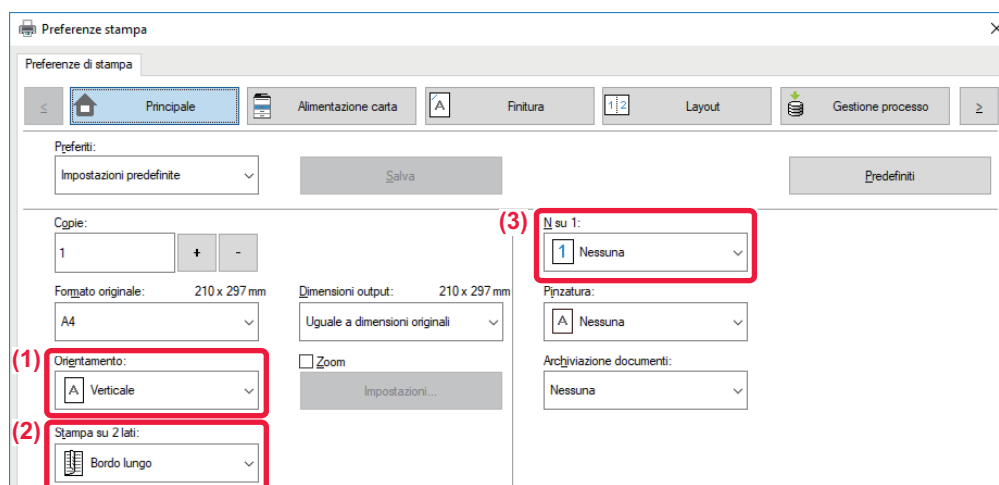 Preferenze stampa
Preferenze di stampa
< Principale Alimentazione carta A Finitura 1 2 Layout Gestione processo >
Preferiti:
Impostazioni predefinite Salva Predefiniti
Copie: (3) N su 1:
1 + - 1 Nessuna
Formato originale: 210 x 297 mm Dimensioni output: 210 x 297 mm Pinzatura:
A4 Uguale a dimensioni originali A Nessuna
(1) Orientamento: Zoom Archiviazione documenti:
A Verticale Impostazioni... Nessuna
(2) Stampa su 2 lati:
Bordo lungo